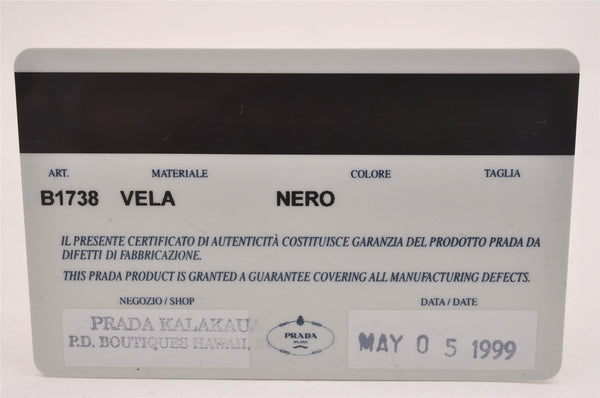 ART. MATERIALE COLORE TAGLIA
B1738 VELA NERO
IL PRESENTE CERTIFICATO DI AUTENTICITÀ COSTITUISCE GARANZIA DEL PRODOTTO PRADA DA
DIFETTI DI FABBRICAZIONE.
THIS PRADA PRODUCT IS GRANTED A GUARANTEE COVERING ALL MANUFACTURING DEFECTS.
NEGOZIO / SHOP DATA / DATE
PRADA KALAKAU
P.D. BOUTIQUES HAWAII,
PRADA
MILANO
MAY 05 1999